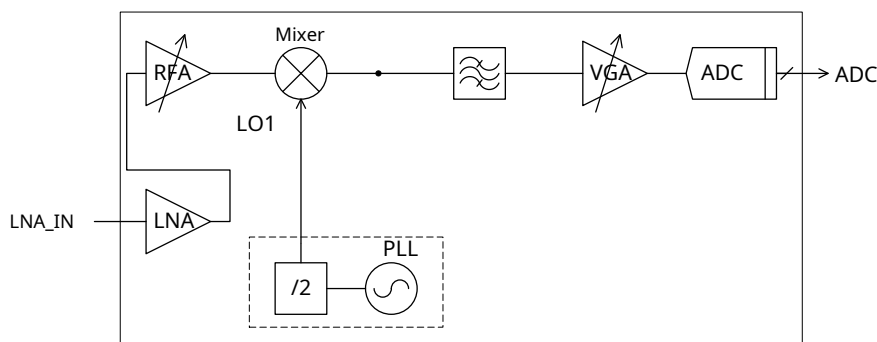 Mixer
RFA
VGA
ADC
ADC
LO1
LNA_IN
LNA
PLL
/2